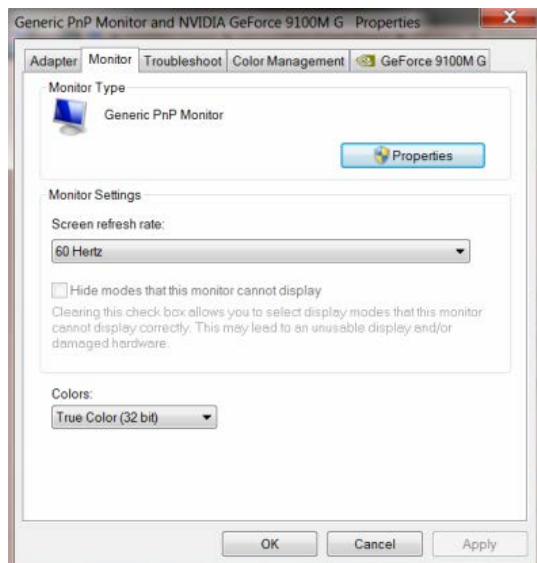 Generic PnP Monitor and NVIDIA GeForce 9100M G Properties
Adapter Monitor Troubleshoot Color Management GeForce 9100M G
Monitor Type
Generic PnP Monitor
Properties
Monitor Settings
Screen refresh rate:
60 Hertz
Hide modes that this monitor cannot display
Clearing this check box allows you to select display modes that this monitor
cannot display correctly. This may lead to an unusable display and/or
damaged hardware.
Colors:
True Color (32 bit)
OK Cancel Apply